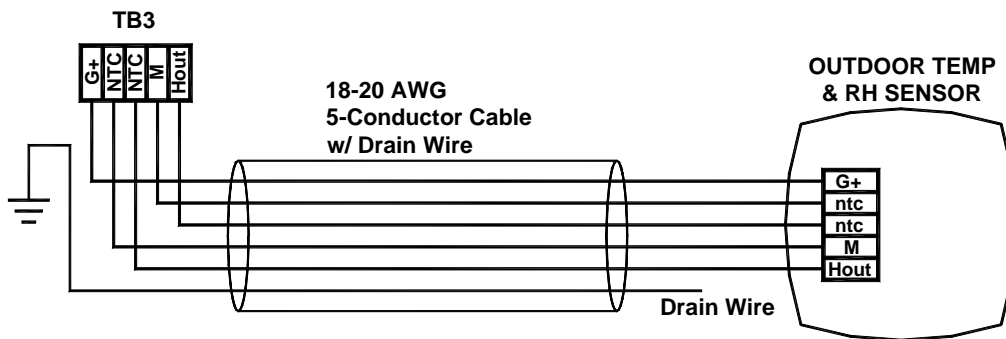 TB3
G+
NTC
NTC
M
Hout
18-20 AWG
5-Conductor Cable
w/ Drain Wire
OUTDOOR TEMP
& RH SENSOR
G+
ntc
ntc
M
Hout
Drain Wire